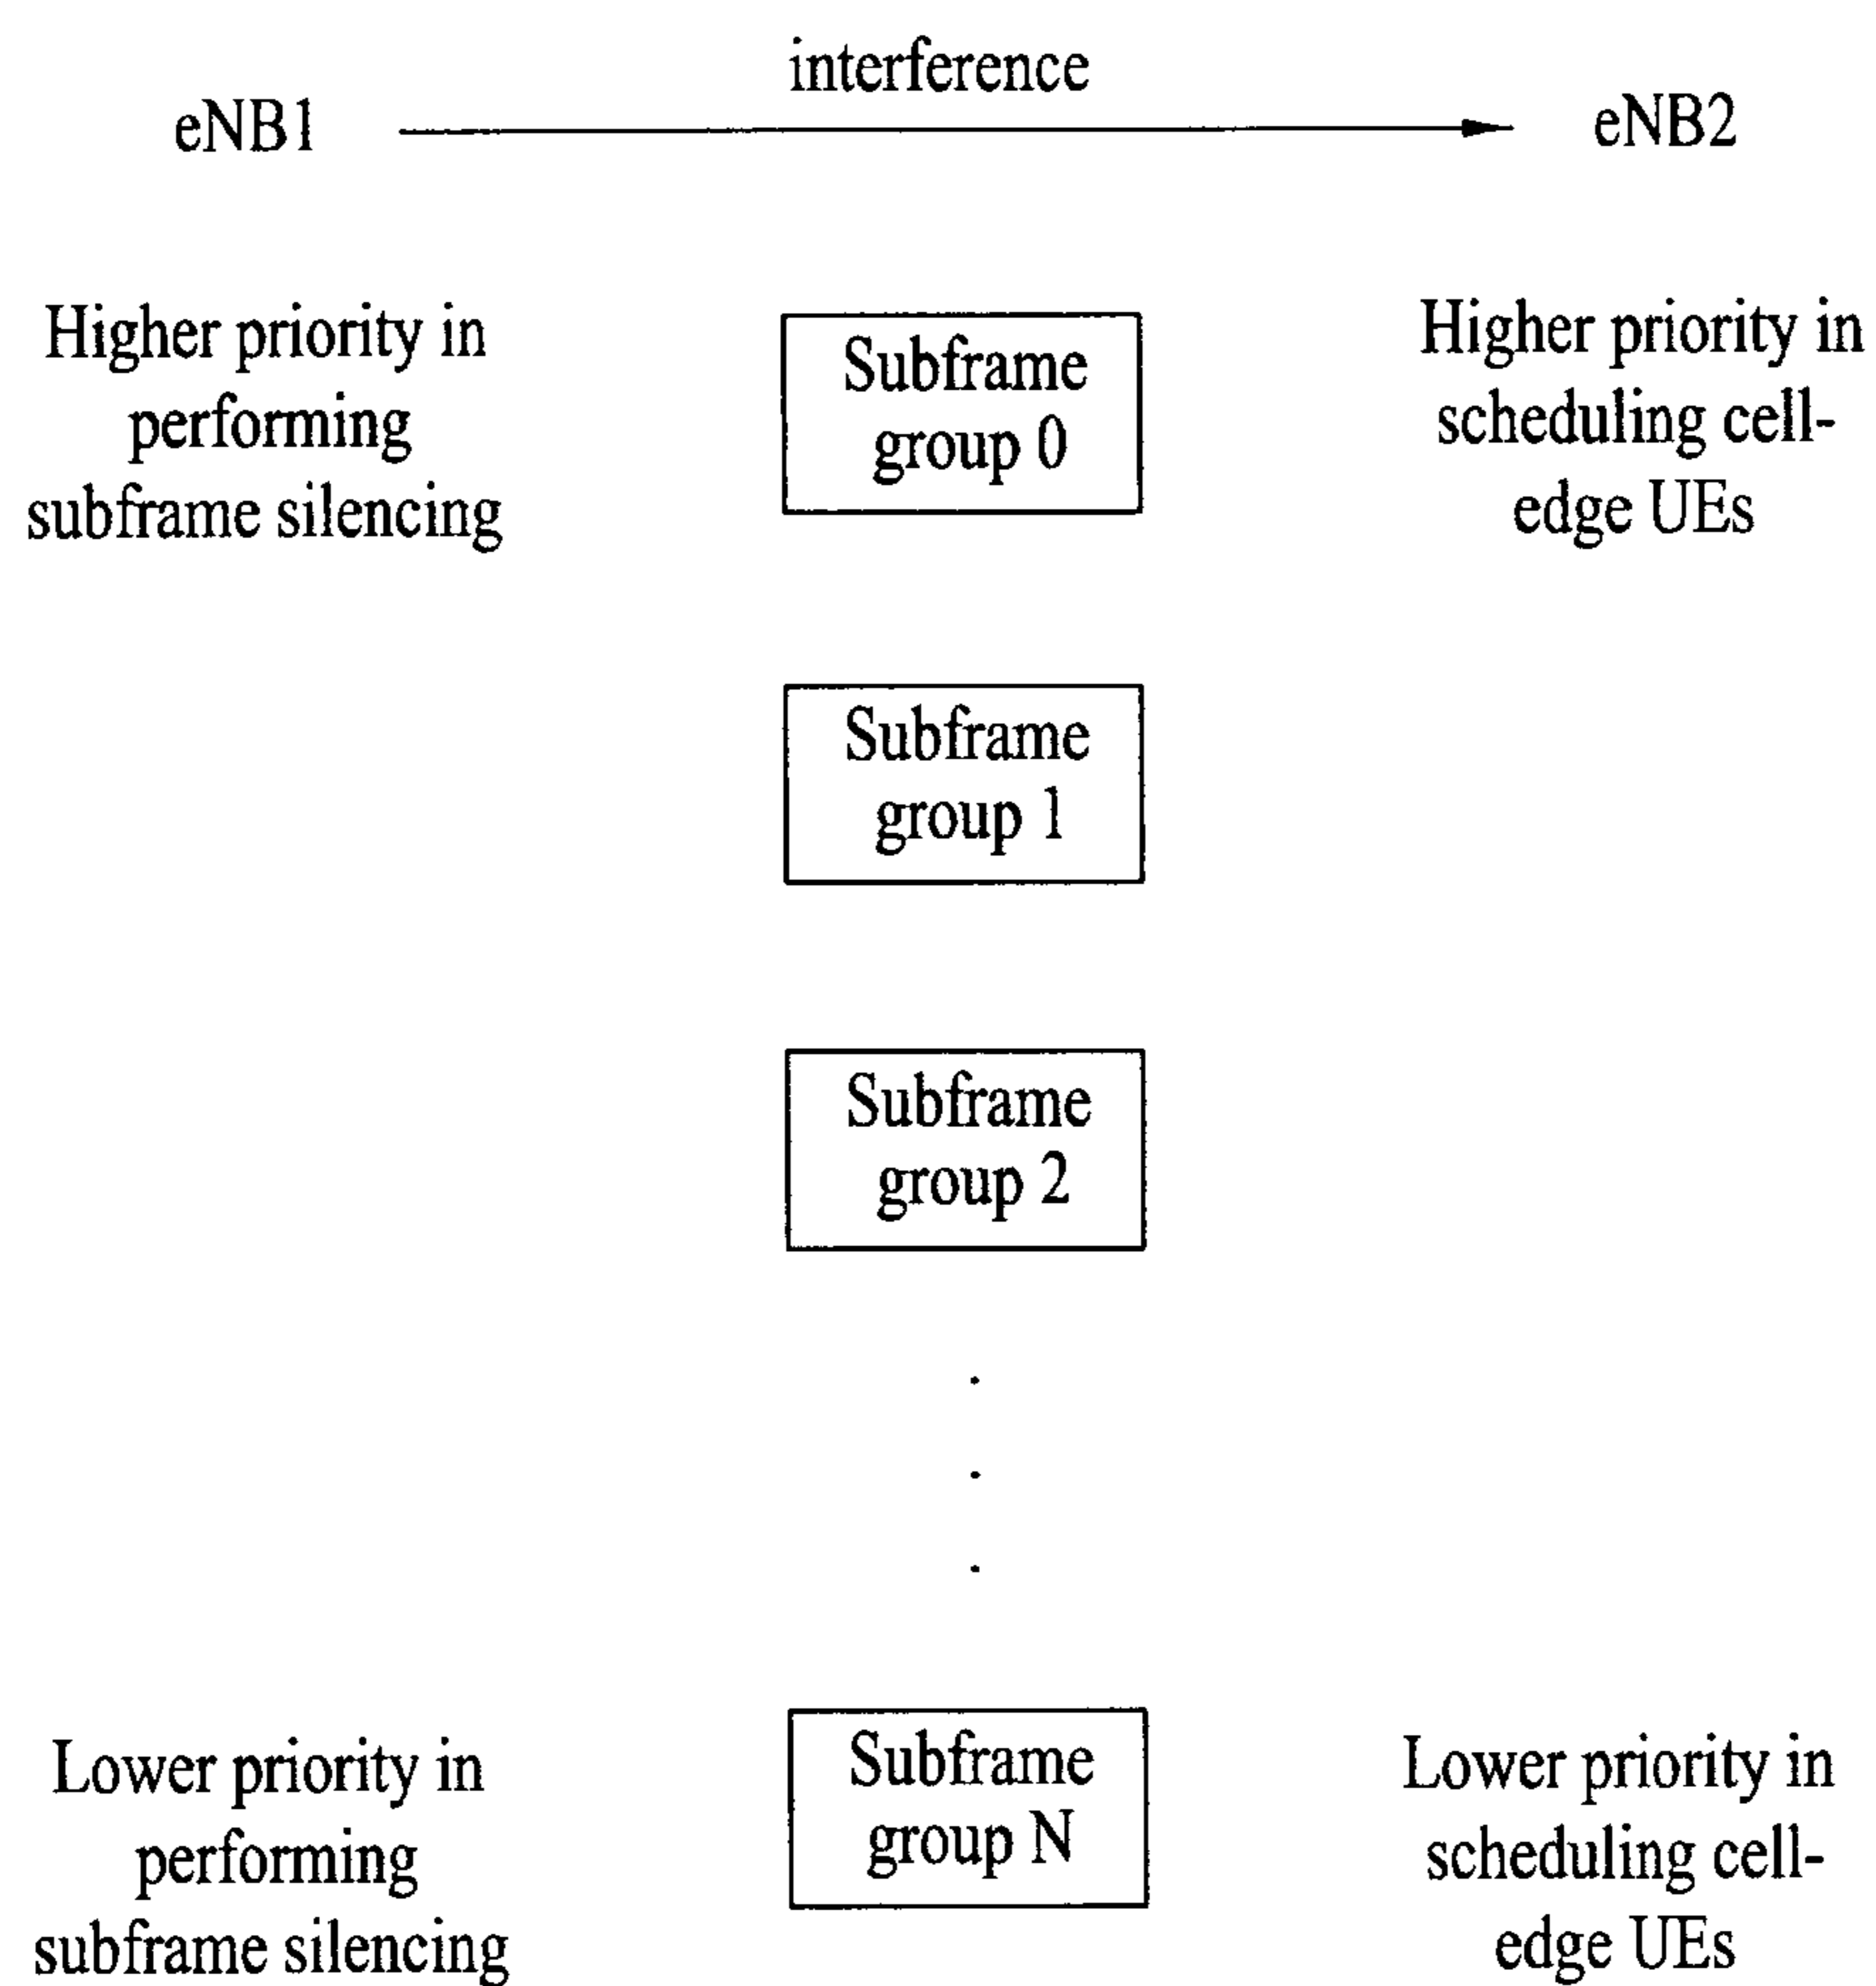 interference
eNB1
eNB2
Higher priority in
performing
subframe silencing
Subframe
group 0
Higher priority in
scheduling cell-
edge UEs
Subframe
group 1
Subframe
group 2
.
.
.
Lower priority in
performing
subframe silencing
Subframe
group N
Lower priority in
scheduling cell-
edge UEs